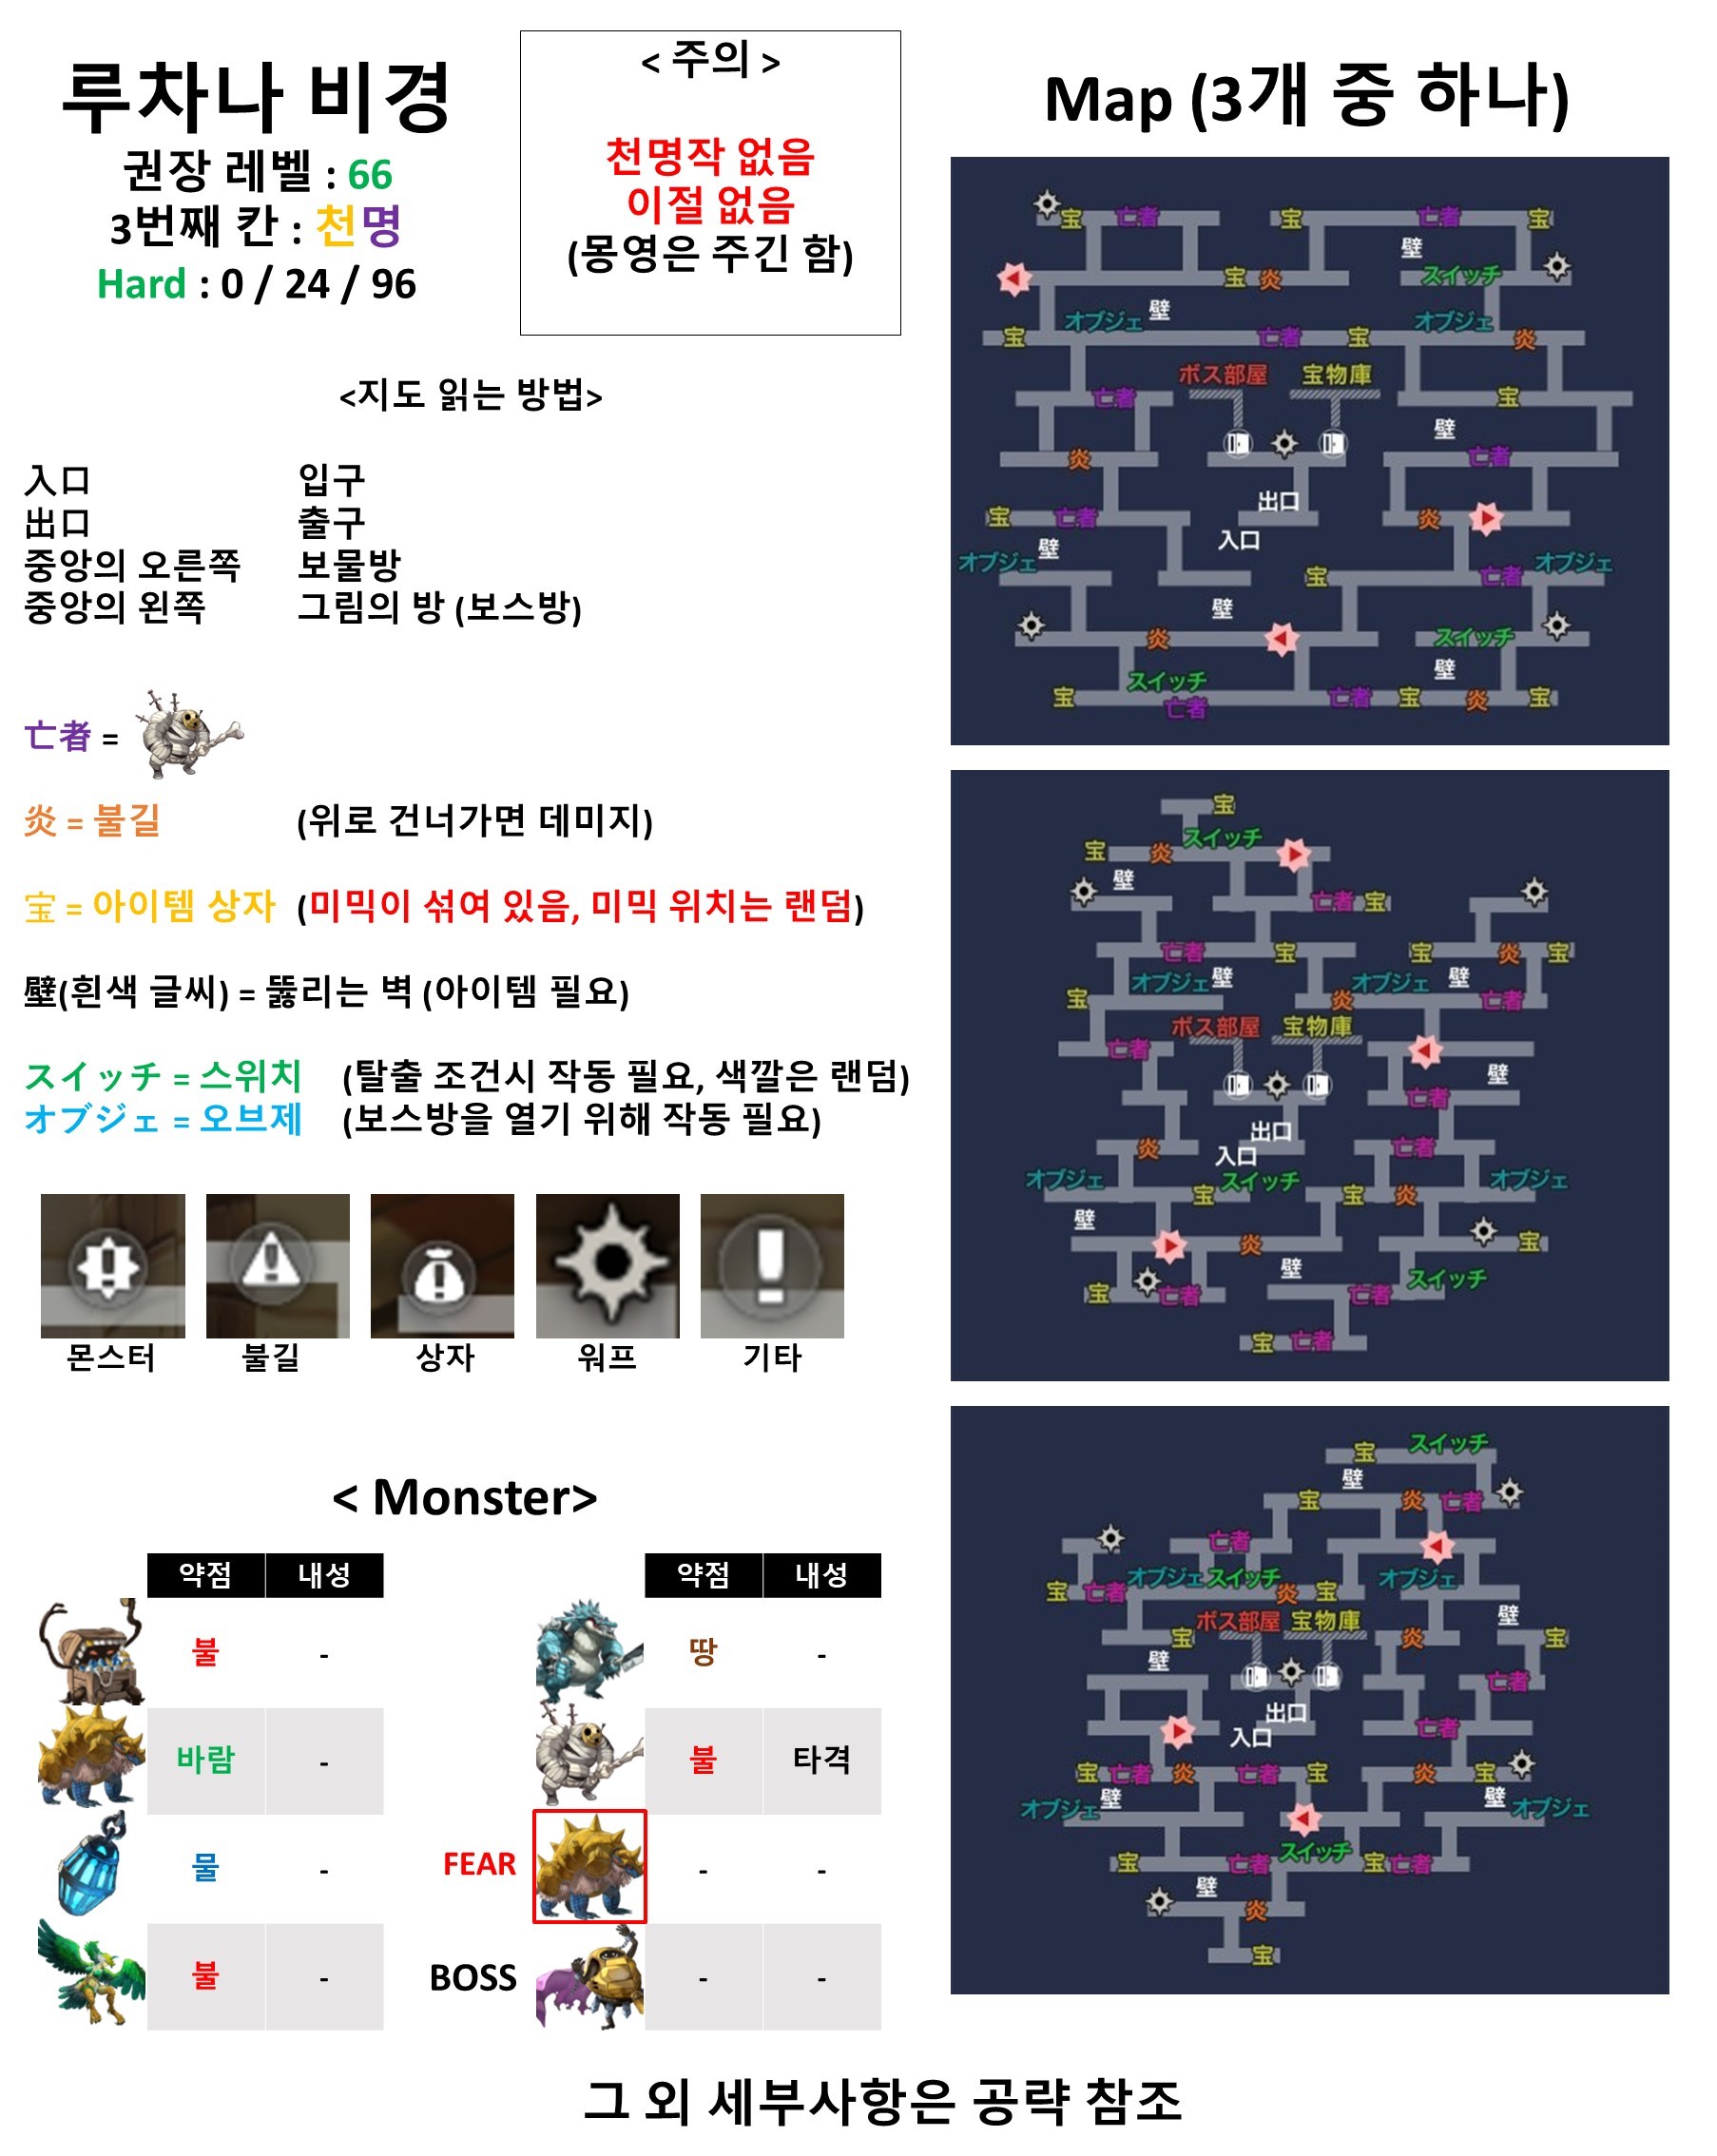 루차나 비경
권장 레벨 : 66
3번째 칸 : 천명
Hard : 0 / 24 / 96
< 주의 >
천명작 없음
이절 없음
(몽영은 주긴 함)
<지도 읽는 방법>
入口 입구
出口 출구
중앙의 오른쪽 보물방
중앙의 왼쪽 그림의 방 (보스방)
亡者 =
炎 = 불길 (위로 건너가면 데미지)
宝 = 아이템 상자 (미믹이 섞여 있음, 미믹 위치는 랜덤)
壁(흰색 글씨) = 뚫리는 벽 (아이템 필요)
スイッチ = 스위치 (탈출 조건시 작동 필요, 색깔은 랜덤)
オブジェ = 오브제 (보스방을 열기 위해 작동 필요)
몬스터 불길 상자 워프 기타
< Monster>
약점 내성 약점 내성
불 - 땅 -
바람 - 불 타격
물 - FEAR - -
불 - BOSS - -
Map (3개 중 하나)
宝 亡者 宝 亡者 宝
壁
宝 炎 スイッチ
壁
オブジェ オブジェ
宝 亡者 宝 炎
ボス部屋 宝物庫
亡者 宝
壁
炎 亡者
出口
宝 亡者 炎
入口
壁
オブジェ オブジェ
宝 亡者
壁
炎 スイッチ
壁
スイッチ
宝 亡者 亡者 宝 炎 宝
宝
スイッチ
宝 炎
壁
亡者 宝
亡者 宝 宝 炎 宝
オブジェ 壁 オブジェ 壁
宝 炎 亡者
ボス部屋 宝物庫
亡者
壁
亡者
出口
炎 亡者
入口
オブジェ スイッチ オブジェ
宝 宝 炎
壁
炎 宝
壁
スイッチ
宝 亡者 亡者
宝 亡者
スイッチ
宝
壁
宝 炎 亡者
亡者
オブジェ スイッチ オブジェ
宝 亡者 炎 宝
壁
ボス部屋 宝物庫
宝 炎 宝
壁
亡者
出口
入口 亡者
宝 亡者 炎 亡者 宝 炎 宝
壁 壁
オブジェ オブジェ
スイッチ
宝 亡者 宝 亡者
壁
炎
宝
그 외 세부사항은 공략 참조